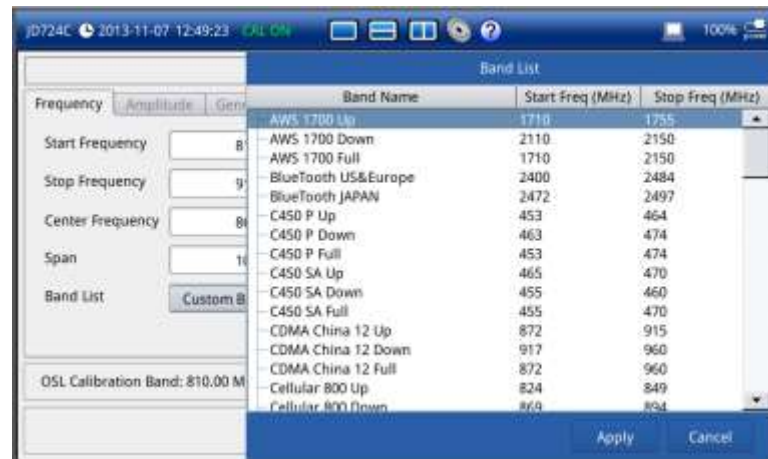 JD724C 2013-11-07 12:49:23 CAL ON 100%
Band List
Frequency Amplitude
Band Name Start Freq (MHz) Stop Freq (MHz)
AWS 1700 Up 1710 1755
Start Frequency
AWS 1700 Down 2110 2150
AWS 1700 Full 1710 2150
Stop Frequency
BlueTooth US&Europe 2400 2484
BlueTooth JAPAN 2472 2497
Center Frequency
C450 P Up 453 464
C450 P Down 463 474
Span
C450 P Full 453 474
C450 SA Up 465 470
Band List Custom B
C450 SA Down 455 460
C450 SA Full 455 470
CDMA China 12 Up 872 915
CDMA China 12 Down 917 960
CDMA China 12 Full 872 960
OSL Calibration Band: 810.00 M
Cellular 800 Up 824 849
Cellular 800 Down 869 894
Apply Cancel